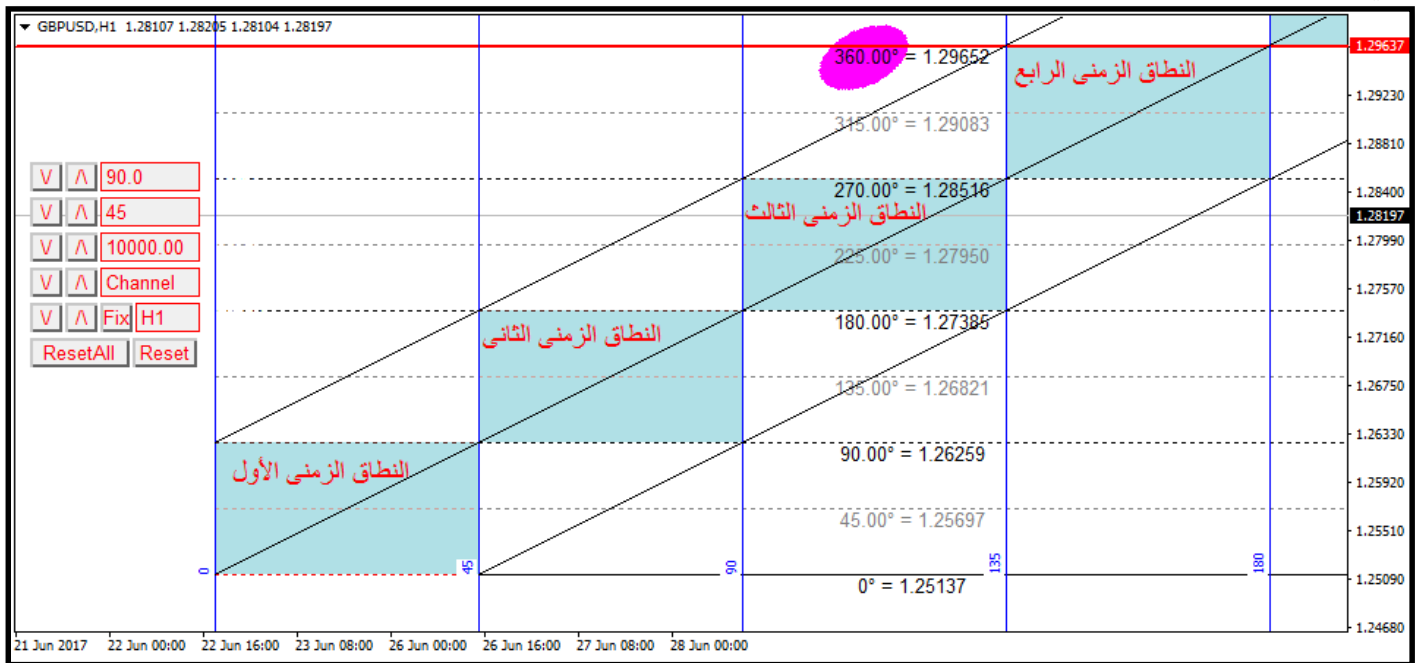 GBPUSD,H1 1.28107 1.28205 1.28104 1.28197
360.00° = 1.29652
1.29637
النطاق الزمنى الرابع
1.29230
315.00° = 1.29083
1.28810
V Λ 90.0
270.00° = 1.28516
1.28400
V Λ 45
النطاق الزمنى الثالث
1.28197
V Λ 10000.00
225.00° = 1.27950
1.27990
V Λ Channel
1.27570
V Λ Fix H1
180.00° = 1.27385
النطاق الزمنى الثانى
1.27160
ResetAll Reset
135.00° = 1.26821
1.26750
1.26330
90.00° = 1.26259
النطاق الزمنى الأول
1.25920
45.00° = 1.25697
1.25510
0 45 90 135 180
0° = 1.25137
1.25090
1.24680
21 Jun 2017 22 Jun 00:00 22 Jun 16:00 23 Jun 08:00 26 Jun 00:00 26 Jun 16:00 27 Jun 08:00 28 Jun 00:00